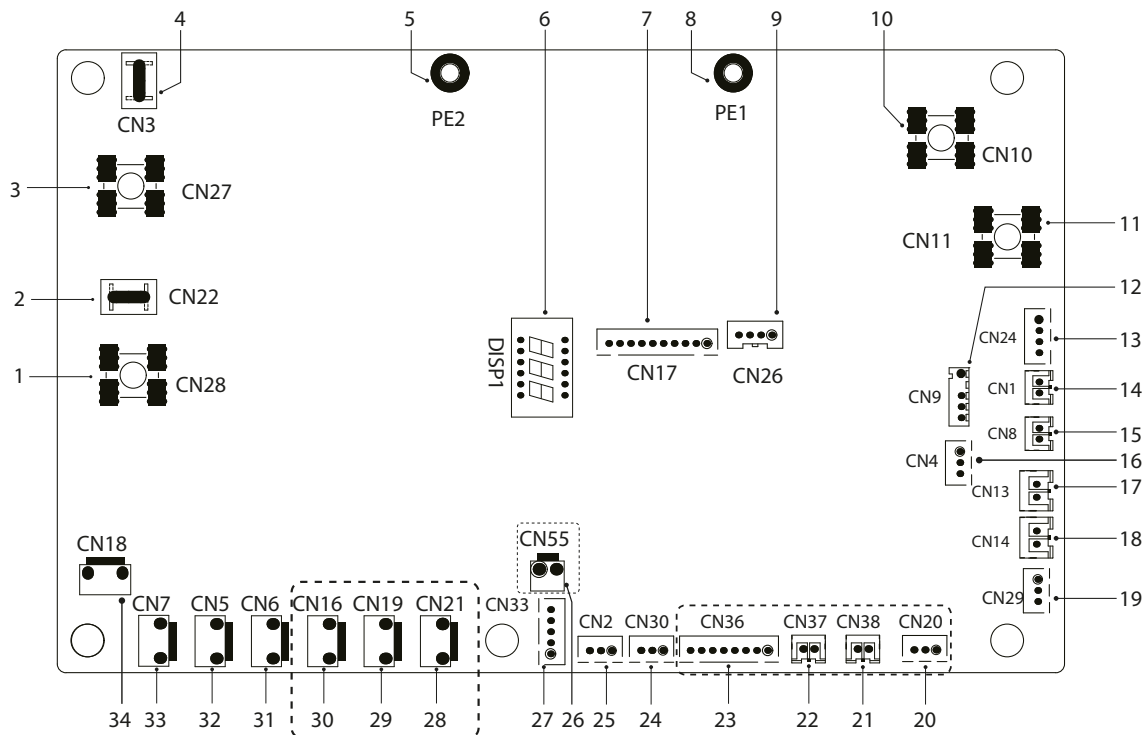 4 5 6 7 8 9 10
CN3 PE2 PE1
CN10
3 CN27
11
CN11
12
2 CN22
CN24 13
DISP1
CN17 CN26
1 CN28
CN9 CN1 14
CN8 15
CN4 16
CN13 17
CN14 18
CN18 CN55
CN29 19
CN7 CN5 CN6 CN16 CN19 CN21 CN33 CN2 CN30 CN36 CN37 CN38 CN20
34 33 32 31 30 29 28 27 26 25 24 23 22 21 20